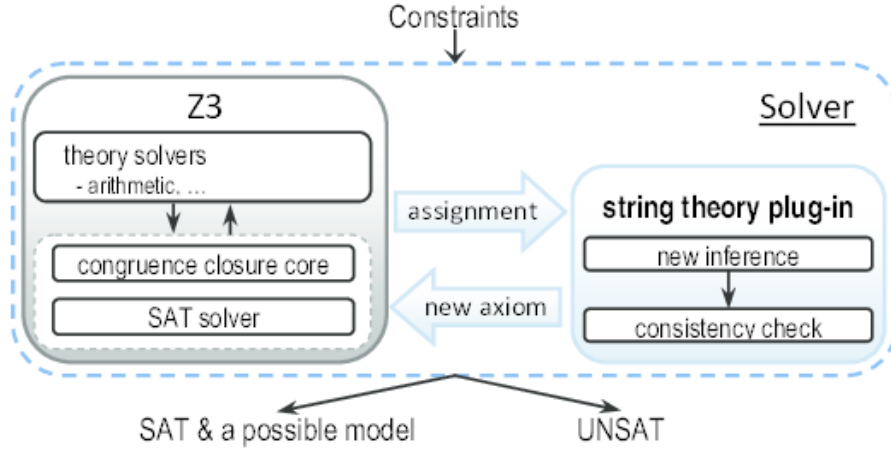 Constraints
Z3
Solver
theory solvers
- arithmetic, ...
assignment
string theory plug-in
new inference
congruence closure core
new axiom
SAT solver
consistency check
SAT & a possible model
UNSAT